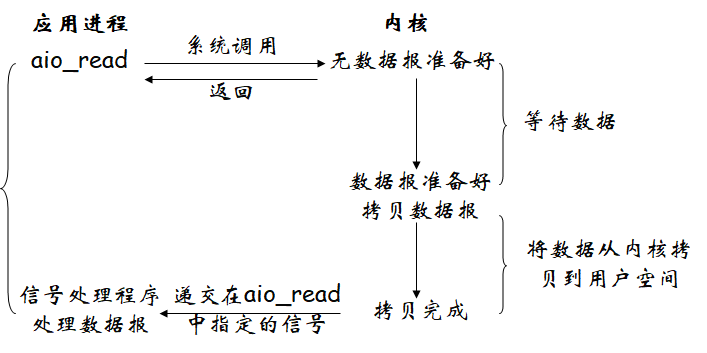 应用进程
内核
aio_read
系统调用
无数据报准备好
返回
等待数据
数据报准备好
拷贝数据报
将数据从内核拷
贝到用户空间
信号处理程序
处理数据报
递交在aio_read
中指定的信号
拷贝完成